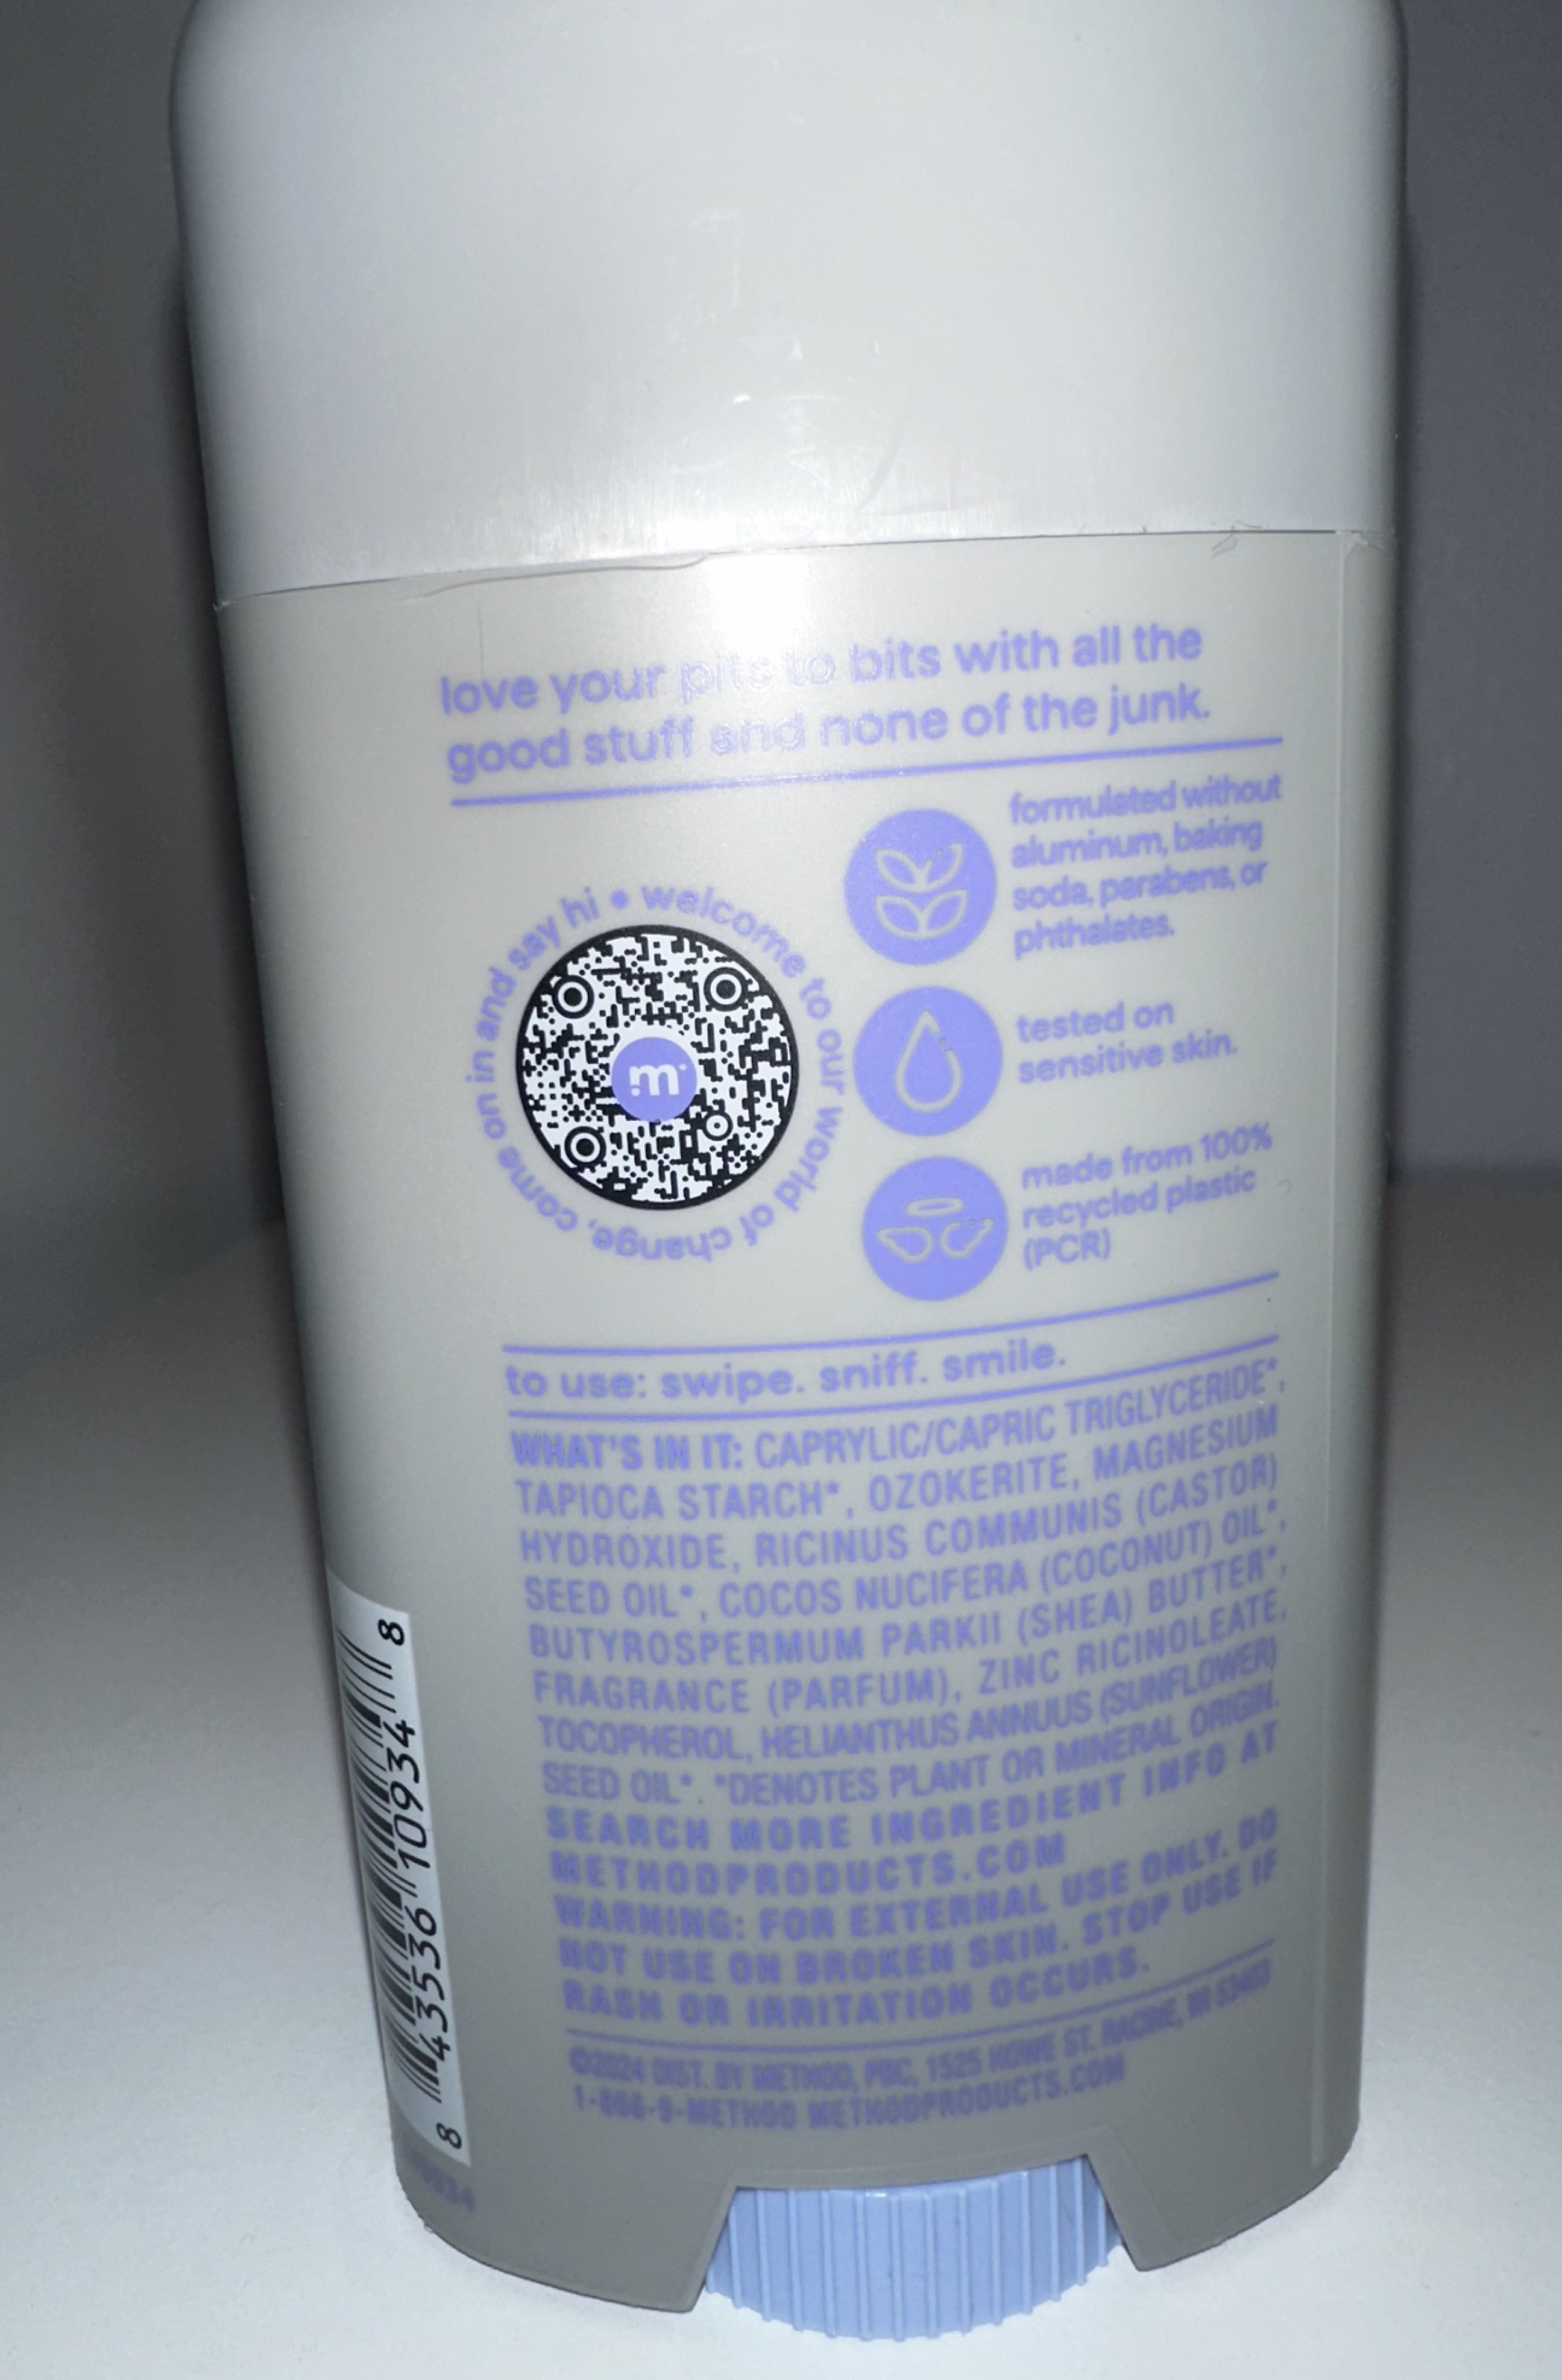 love your pits to bits with all the
good stuff and none of the junk.
formulated without
aluminum, baking
soda, parabens, or
phthalates.
welcome to our world of change, come on in and say hi •
m
tested on
sensitive skin.
made from 100%
recycled plastic
(PCR)
to use: swipe. sniff. smile.
WHAT'S IN IT: CAPRYLIC/CAPRIC TRIGLYCERIDE*,
TAPIOCA STARCH*, OZOKERITE, MAGNESIUM
HYDROXIDE, RICINUS COMMUNIS (CASTOR)
SEED OIL*, COCOS NUCIFERA (COCONUT) OIL*,
BUTYROSPERMUM PARKII (SHEA) BUTTER*,
FRAGRANCE (PARFUM), ZINC RICINOLEATE,
TOCOPHEROL, HELIANTHUS ANNUUS (SUNFLOWER)
SEED OIL*. *DENOTES PLANT OR MINERAL ORIGIN.
SEARCH MORE INGREDIENT INFO AT
METHODPRODUCTS.COM
WARNING: FOR EXTERNAL USE ONLY. DO
NOT USE ON BROKEN SKIN. STOP USE IF
RASH OR IRRITATION OCCURS.
©2024 DIST. BY METHOD, PBC, 1525 HOWE ST. RACINE, WI 53403
1-866-9-METHOD METHODPRODUCTS.COM
8 43536 10934 8